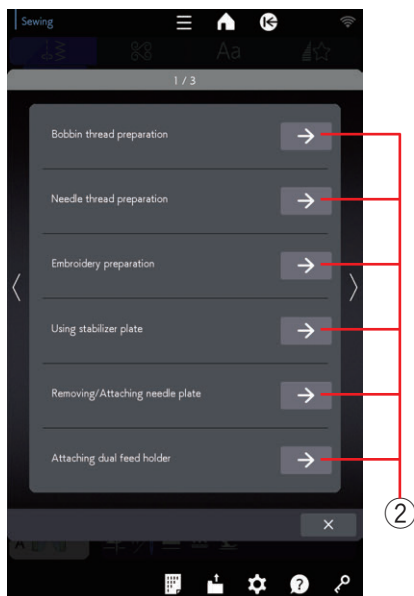 Sewing
Aa
1 / 3
Bobbin thread preparation
Needle thread preparation
Embroidery preparation
Using stabilizer plate
Removing/Attaching needle plate
Attaching dual feed holder
②
A